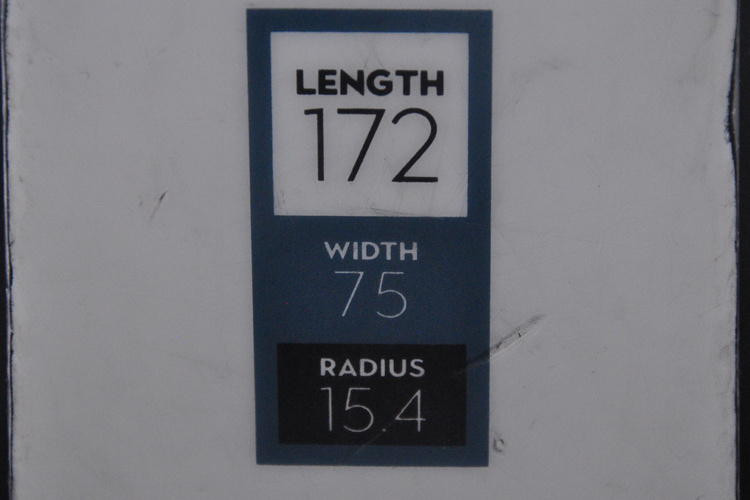 LENGTH
172
WIDTH
75
RADIUS
15.4